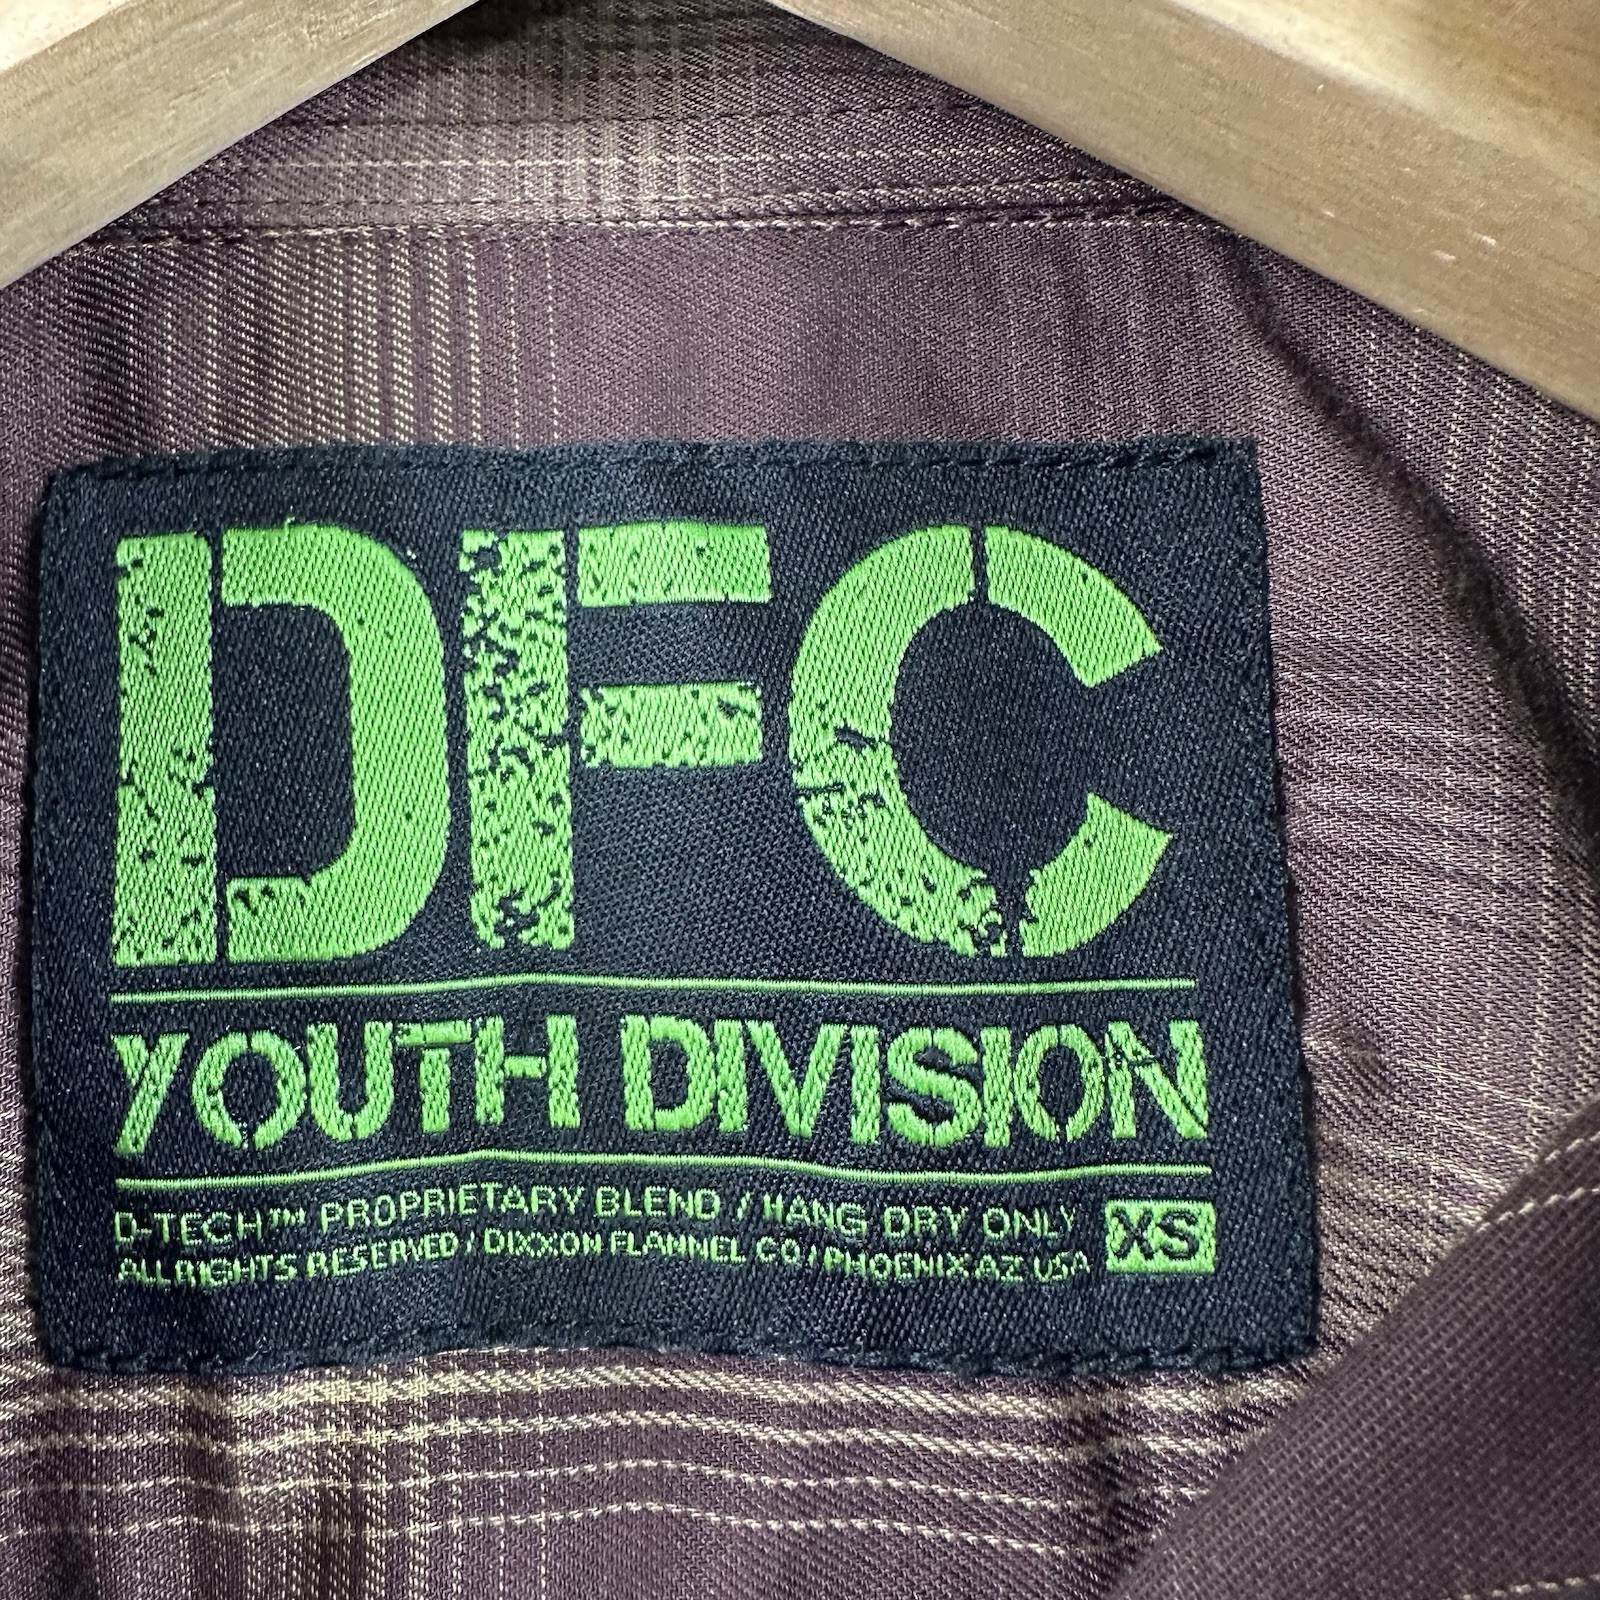 DFC
YOUTH DIVISION
D-TECH™ PROPRIETARY BLEND / HANG DRY ONLY
ALL RIGHTS RESERVED / DIXXON FLANNEL CO / PHOENIX AZ USA
XS